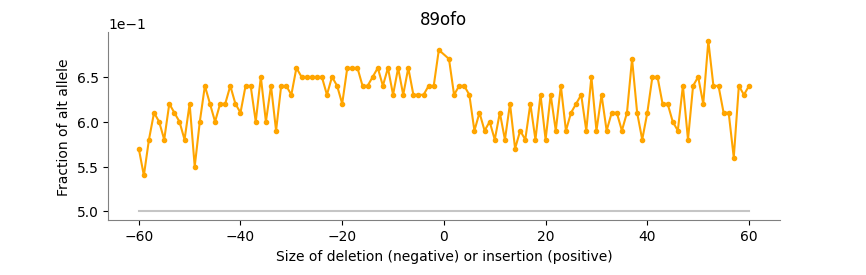 89ofo
1e−1
6.5
6.0
5.5
5.0
Fraction of alt allele
−60 −40 −20 0 20 40 60
Size of deletion (negative) or insertion (positive)